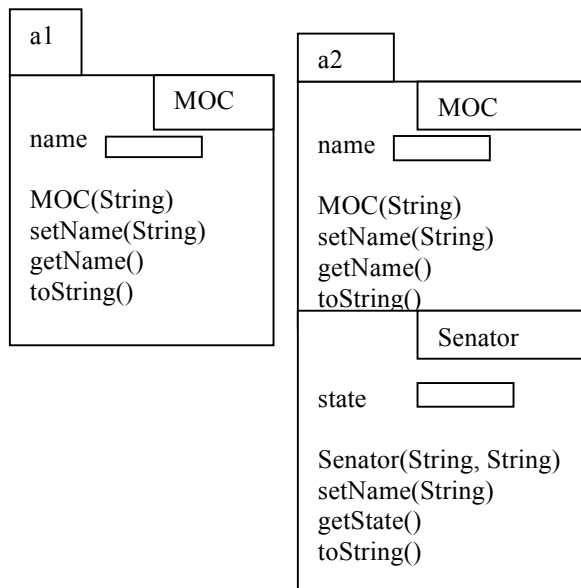 a1
MOC
name
MOC(String)
setName(String)
getName()
toString()
a2
MOC
name
MOC(String)
setName(String)
getName()
toString()
Senator
state
Senator(String, String)
setName(String)
getState()
toString()